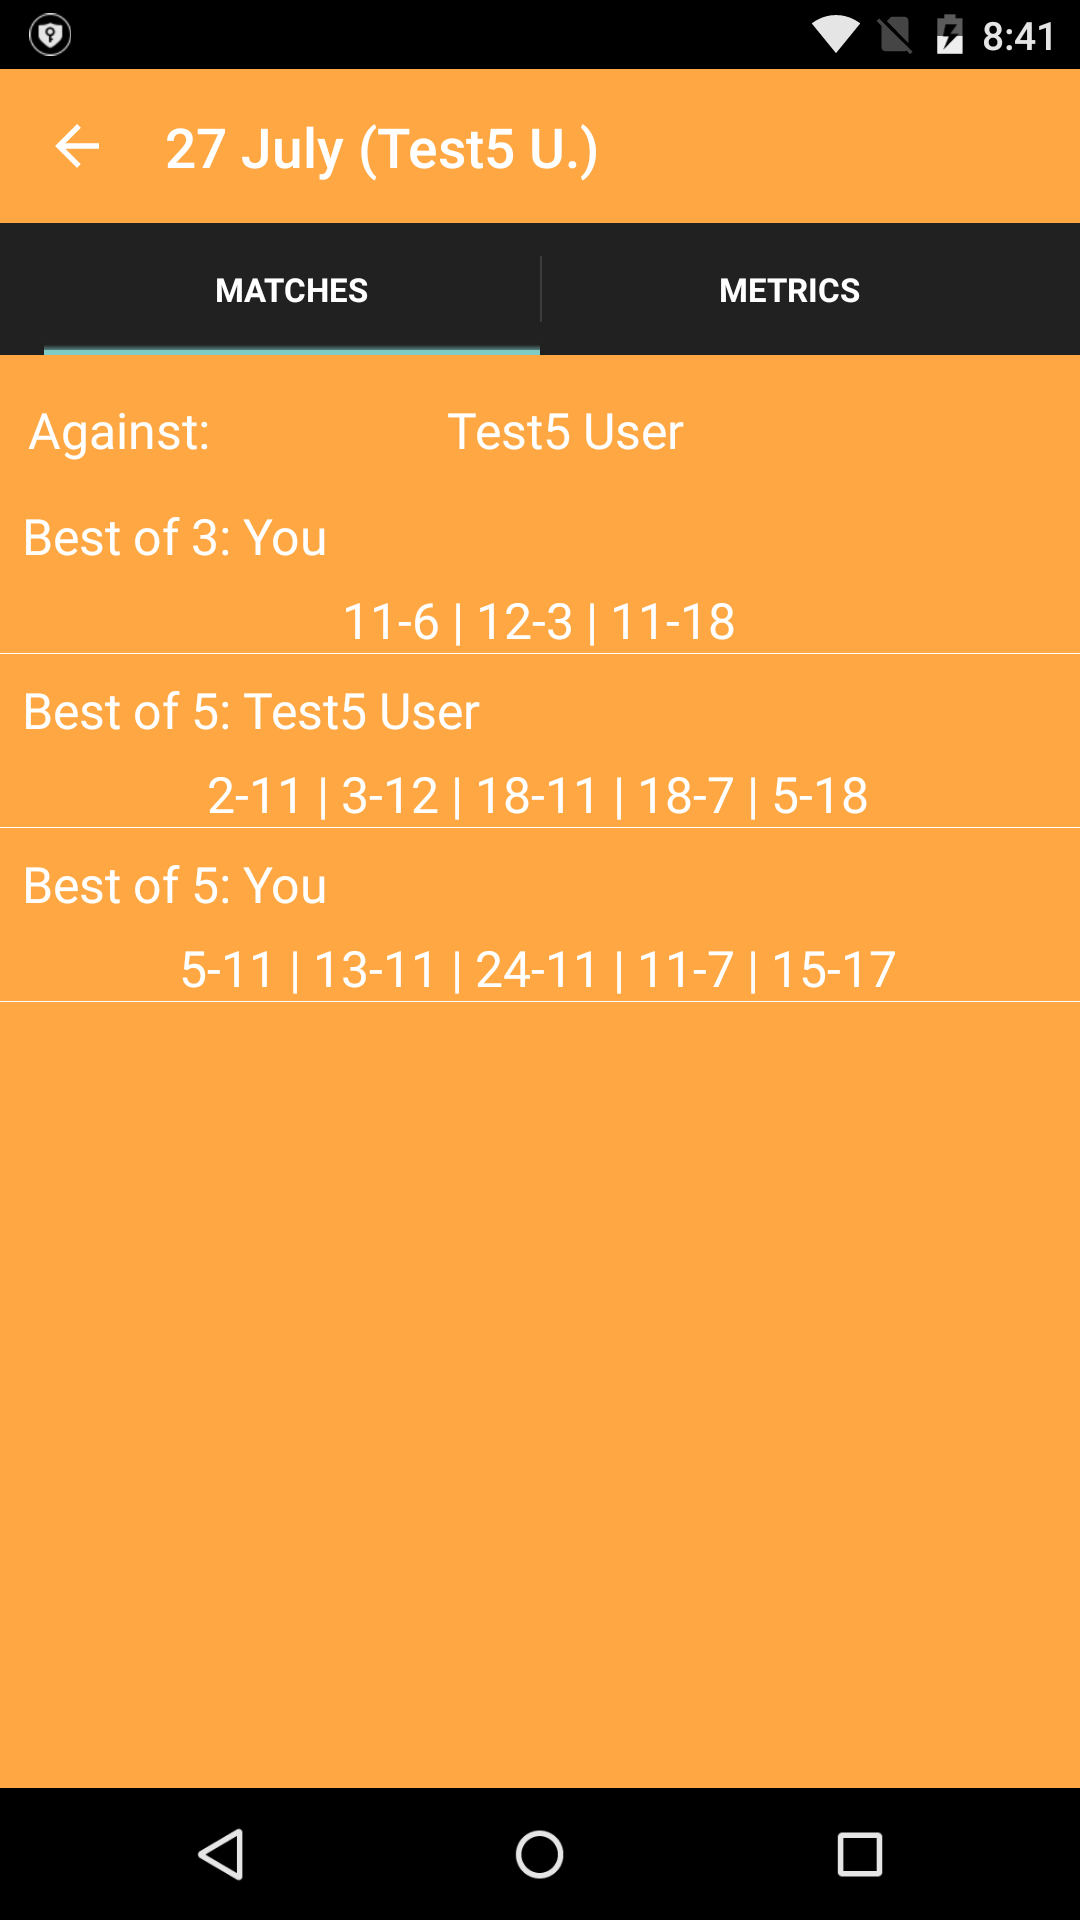 8:41
27 July (Test5 U.)
MATCHES METRICS
Against: Test5 User
Best of 3: You
11-6 | 12-3 | 11-18
Best of 5: Test5 User
2-11 | 3-12 | 18-11 | 18-7 | 5-18
Best of 5: You
5-11 | 13-11 | 24-11 | 11-7 | 15-17